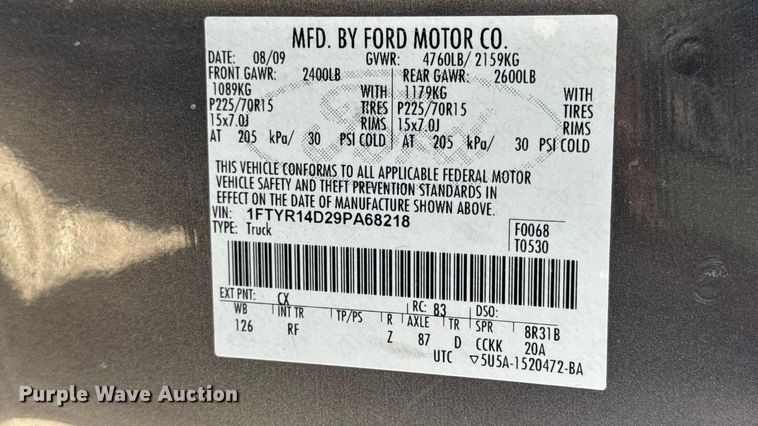 MFD. BY FORD MOTOR CO.
DATE: 08/09 GVWR: 4760LB/ 2159KG
FRONT GAWR: 2400LB REAR GAWR: 2600LB
1089KG WITH 1179KG WITH
P225/70R15 TIRES P225/70R15 TIRES
15x7.0J RIMS 15x7.0J RIMS
AT 205 kPa/ 30 PSI COLD AT 205 kPa/ 30 PSI COLD
THIS VEHICLE CONFORMS TO ALL APPLICABLE FEDERAL MOTOR
VEHICLE SAFETY AND THEFT PREVENTION STANDARDS IN
EFFECT ON THE DATE OF MANUFACTURE SHOWN ABOVE.
VIN: 1FTYR14D29PA68218 F0068
TYPE: Truck T0530
EXT PNT: CX RC: 83 DSO:
WB INT TR TP/PS R AXLE TR SPR 8R31B
126 RF Z 87 D CCKK 20A
UTC ▽5U5A-1520472-BA
Purple Wave Auction